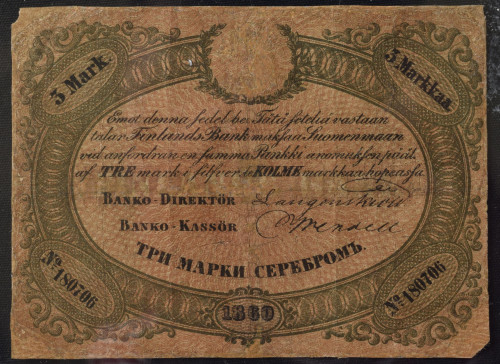 3 Mark
3 Markkaa
Emot denna sedel be- Tätä seteliä vastaan
talar Finlands Bank maksaa Suomenmaan
vid anfordran en summa Pankki
af TRE mark i silfver. KOLME markkaa hopeassa
BANKO-DIREKTÖR
BANKO-KASSÖR
ТРИ МАРКИ СЕРЕБРОМЪ.
No. 180706
No. 180706
1860